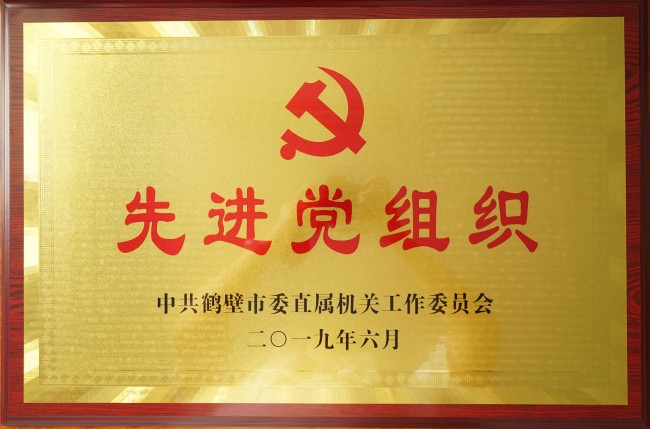 先进党组织
中共鹤壁市委直属机关工作委员会
二〇一九年六月